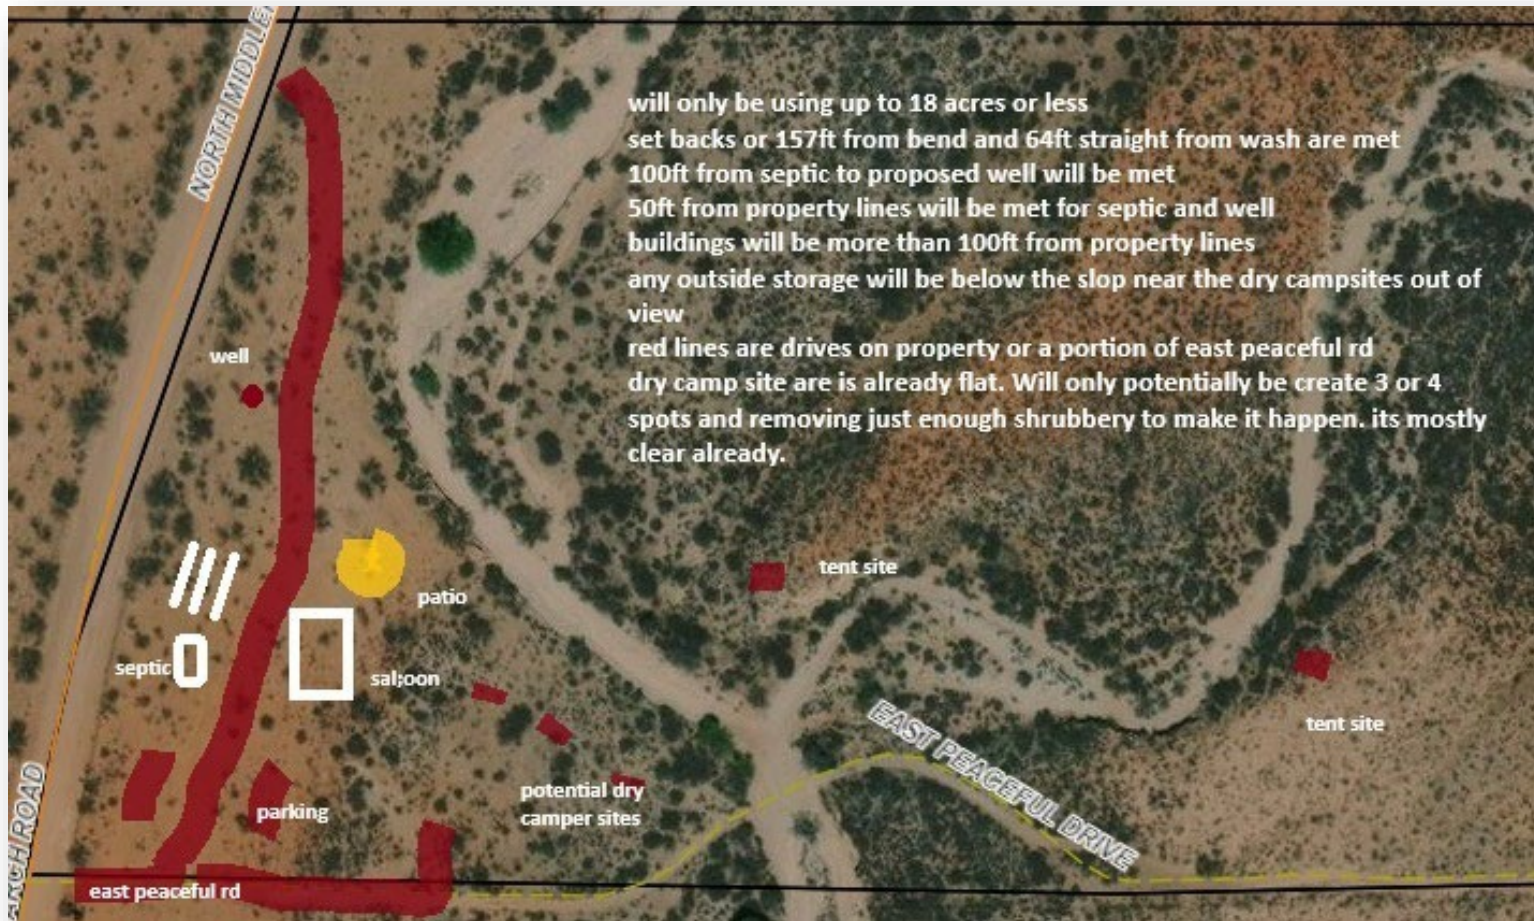 NORTH MIDDLE
will only be using up to 18 acres or less
set backs or 157ft from bend and 64ft straight from wash are met
100ft from septic to proposed well will be met
50ft from property lines will be met for septic and well
buildings will be more than 100ft from property lines
any outside storage will be below the slop near the dry campsites out of
view
red lines are drives on property or a portion of east peaceful rd
dry camp site are is already flat. Will only potentially be create 3 or 4
spots and removing just enough shrubbery to make it happen. its mostly
clear already.
well
tent site
patio
septic
sal;oon
tent site
EAST PEACEFUL DRIVE
potential dry
camper sites
parking
ARCH ROAD
east peaceful rd